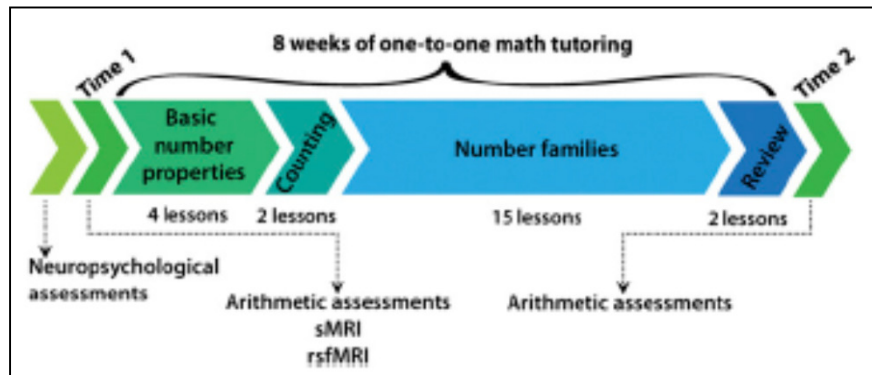 8 weeks of one-to-one math tutoring
Time 1
Time 2
Basic
number
properties
Counting
Number families
Review
4 lessons
2 lessons
15 lessons
2 lessons
Neuropsychological
assessments
Arithmetic assessments
sMRI
rsfMRI
Arithmetic assessments